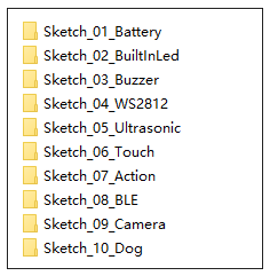 Sketch_01_Battery
Sketch_02_BuiltInLed
Sketch_03_Buzzer
Sketch_04_WS2812
Sketch_05_Ultrasonic
Sketch_06_Touch
Sketch_07_Action
Sketch_08_BLE
Sketch_09_Camera
Sketch_10_Dog